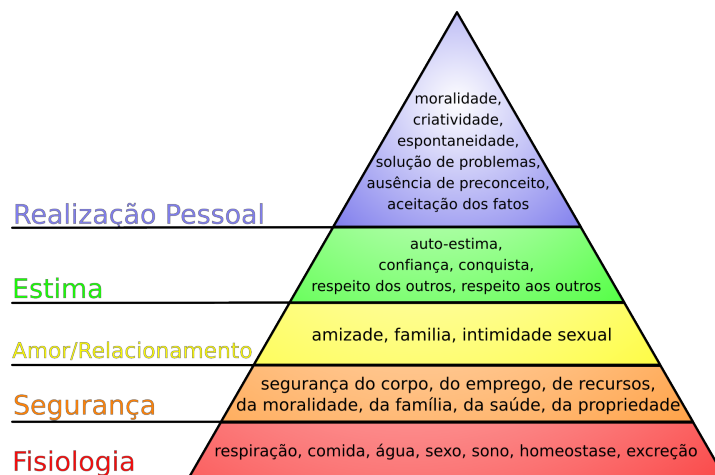 moralidade,
criatividade,
espontaneidade,
solução de problemas,
ausência de preconceito,
aceitação dos fatos
Realização Pessoal
auto-estima,
confiança, conquista,
respeito dos outros, respeito aos outros
Estima
amizade, familia, intimidade sexual
Amor/Relacionamento
segurança do corpo, do emprego, de recursos,
da moralidade, da família, da saúde, da propriedade
Segurança
respiração, comida, água, sexo, sono, homeostase, excreção
Fisiologia